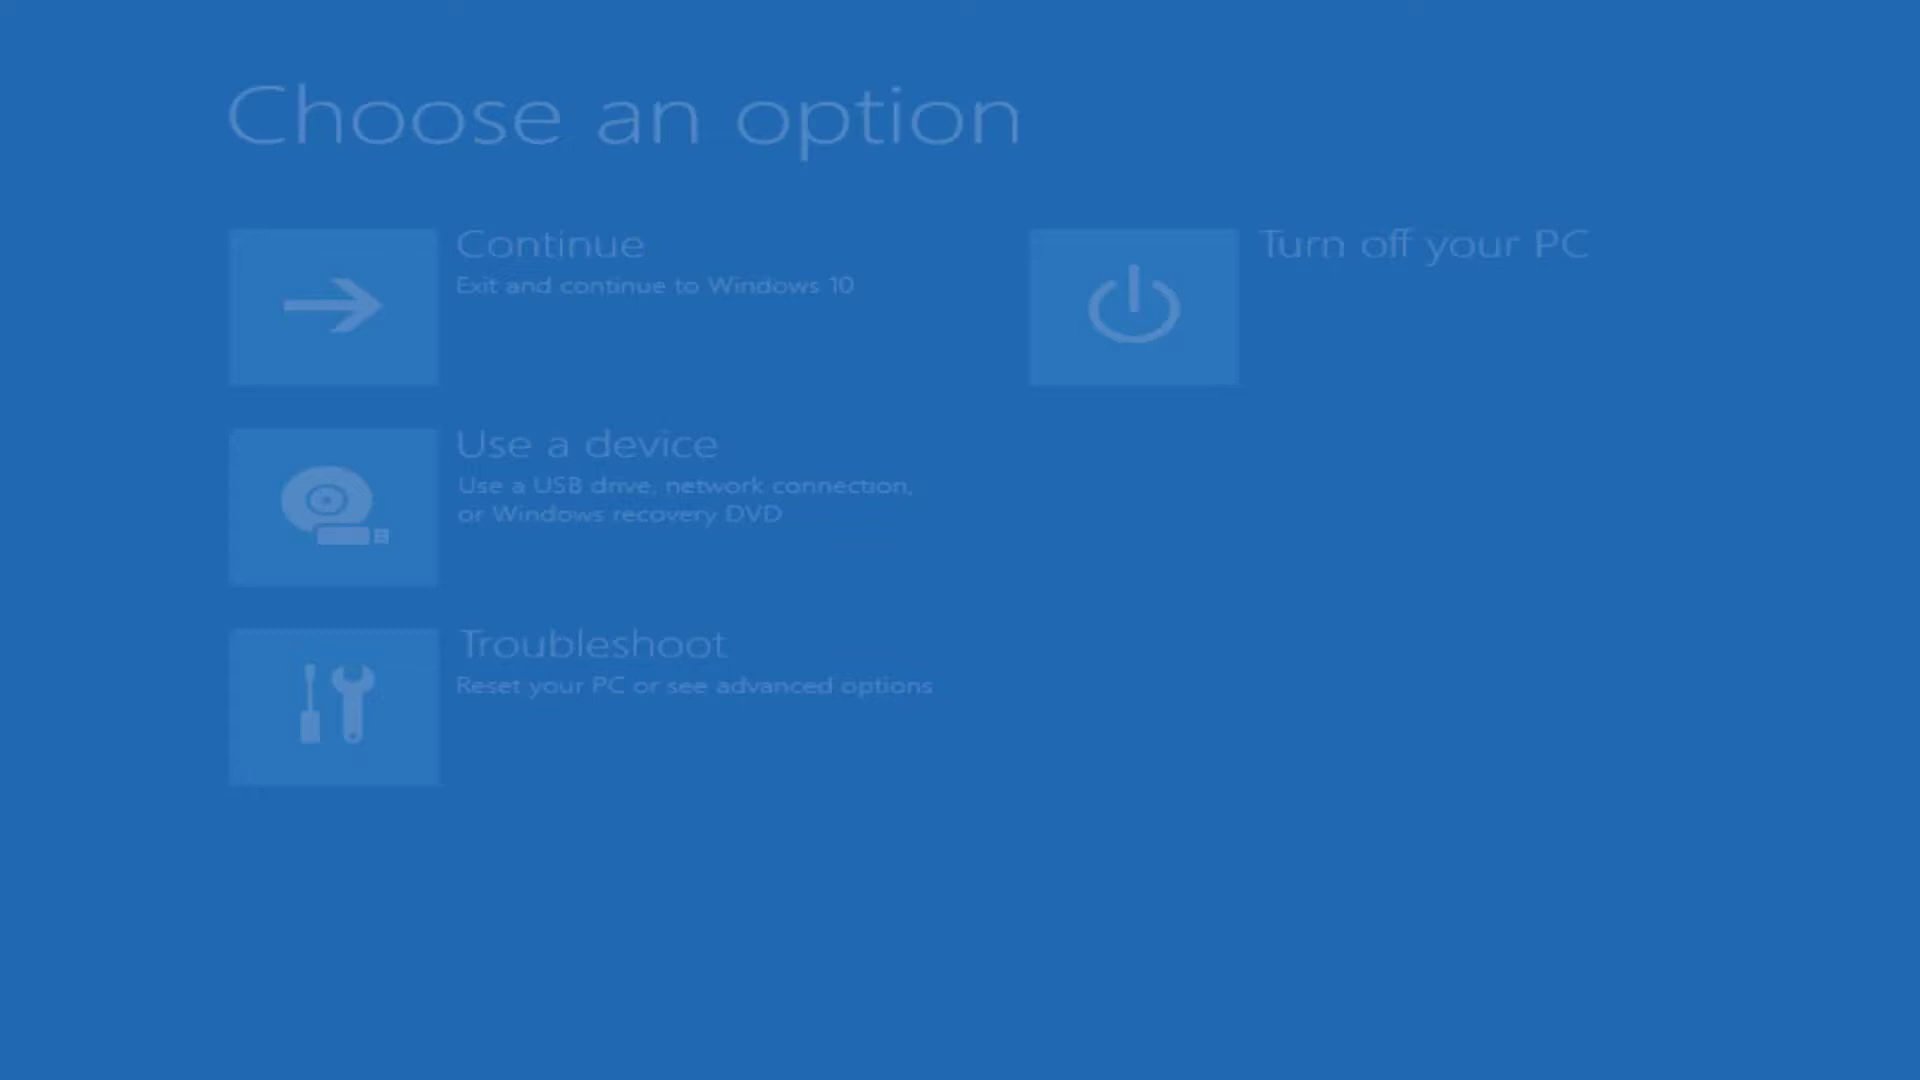 Choose an option
Continue
Exit and continue to Windows 10
Turn off your PC
Use a device
Use a USB drive, network connection,
or Windows recovery DVD
Troubleshoot
Reset your PC or see advanced options